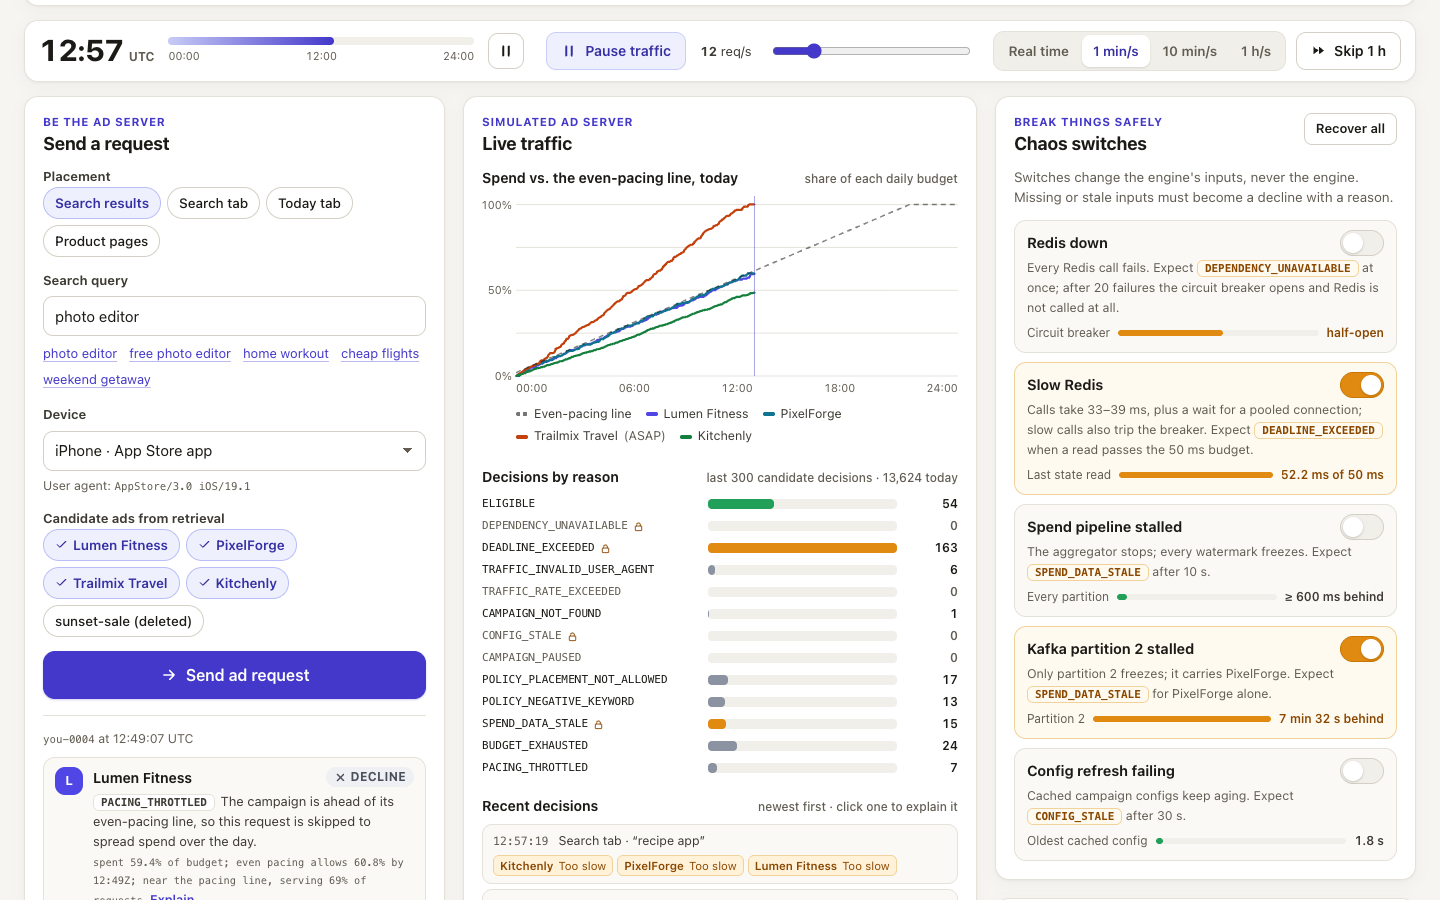 12:57 UTC
00:00 12:00 24:00
Pause traffic
12 req/s
Real time 1 min/s 10 min/s 1 h/s
Skip 1 h
BE THE AD SERVER
Send a request
Placement
Search results Search tab Today tab
Product pages
Search query
photo editor
photo editor free photo editor home workout cheap flights
weekend getaway
Device
iPhone · App Store app
User agent: AppStore/3.0 iOS/19.1
Candidate ads from retrieval
Lumen Fitness PixelForge
Trailmix Travel Kitchenly
sunset-sale (deleted)
Send ad request
you-0004 at 12:49:07 UTC
L Lumen Fitness DECLINE
PACING_THROTTLED The campaign is ahead of its
even-pacing line, so this request is skipped to
spread spend over the day.
spent 59.4% of budget; even pacing allows 60.8% by
12:49Z; near the pacing line, serving 69% of
requests Explain
SIMULATED AD SERVER
Live traffic
Spend vs. the even-pacing line, today share of each daily budget
100%
50%
0%
00:00 06:00 12:00 18:00 24:00
Even-pacing line Lumen Fitness PixelForge
Trailmix Travel (ASAP) Kitchenly
Decisions by reason last 300 candidate decisions · 13,624 today
ELIGIBLE 54
DEPENDENCY_UNAVAILABLE 0
DEADLINE_EXCEEDED 163
TRAFFIC_INVALID_USER_AGENT 6
TRAFFIC_RATE_EXCEEDED 0
CAMPAIGN_NOT_FOUND 1
CONFIG_STALE 0
CAMPAIGN_PAUSED 0
POLICY_PLACEMENT_NOT_ALLOWED 17
POLICY_NEGATIVE_KEYWORD 13
SPEND_DATA_STALE 15
BUDGET_EXHAUSTED 24
PACING_THROTTLED 7
Recent decisions newest first · click one to explain it
12:57:19 Search tab · “recipe app”
Kitchenly Too slow PixelForge Too slow Lumen Fitness Too slow
BREAK THINGS SAFELY
Chaos switches
Recover all
Switches change the engine's inputs, never the engine.
Missing or stale inputs must become a decline with a reason.
Redis down
Every Redis call fails. Expect DEPENDENCY_UNAVAILABLE at
once; after 20 failures the circuit breaker opens and Redis is
not called at all.
Circuit breaker half-open
Slow Redis
Calls take 33–39 ms, plus a wait for a pooled connection;
slow calls also trip the breaker. Expect DEADLINE_EXCEEDED
when a read passes the 50 ms budget.
Last state read 52.2 ms of 50 ms
Spend pipeline stalled
The aggregator stops; every watermark freezes. Expect
SPEND_DATA_STALE after 10 s.
Every partition ≥ 600 ms behind
Kafka partition 2 stalled
Only partition 2 freezes; it carries PixelForge. Expect
SPEND_DATA_STALE for PixelForge alone.
Partition 2 7 min 32 s behind
Config refresh failing
Cached campaign configs keep aging. Expect
CONFIG_STALE after 30 s.
Oldest cached config 1.8 s